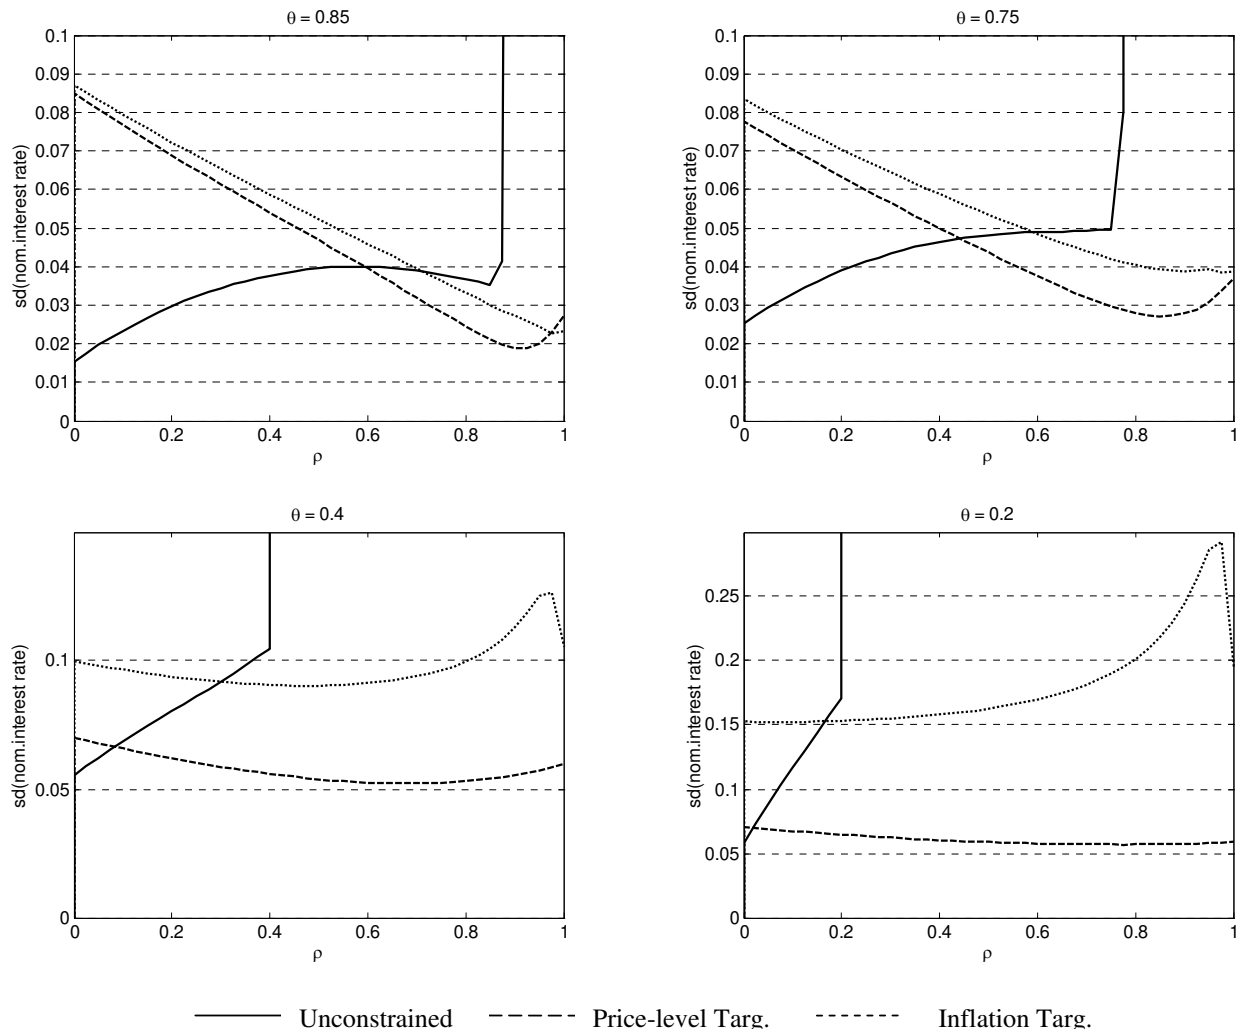 θ = 0.85
0.1
0.09
0.08
0.07
0.06
0.05
0.04
0.03
0.02
0.01
0
sd(nom.interest rate)
0 0.2 0.4 0.6 0.8 1
ρ
θ = 0.75
0.1
0.09
0.08
0.07
0.06
0.05
0.04
0.03
0.02
0.01
0
sd(nom.interest rate)
0 0.2 0.4 0.6 0.8 1
ρ
θ = 0.4
0.1
0.05
0
sd(nom.interest rate)
0 0.2 0.4 0.6 0.8 1
ρ
θ = 0.2
0.25
0.2
0.15
0.1
0.05
0
sd(nom.interest rate)
0 0.2 0.4 0.6 0.8 1
ρ
Unconstrained Price-level Targ. Inflation Targ.